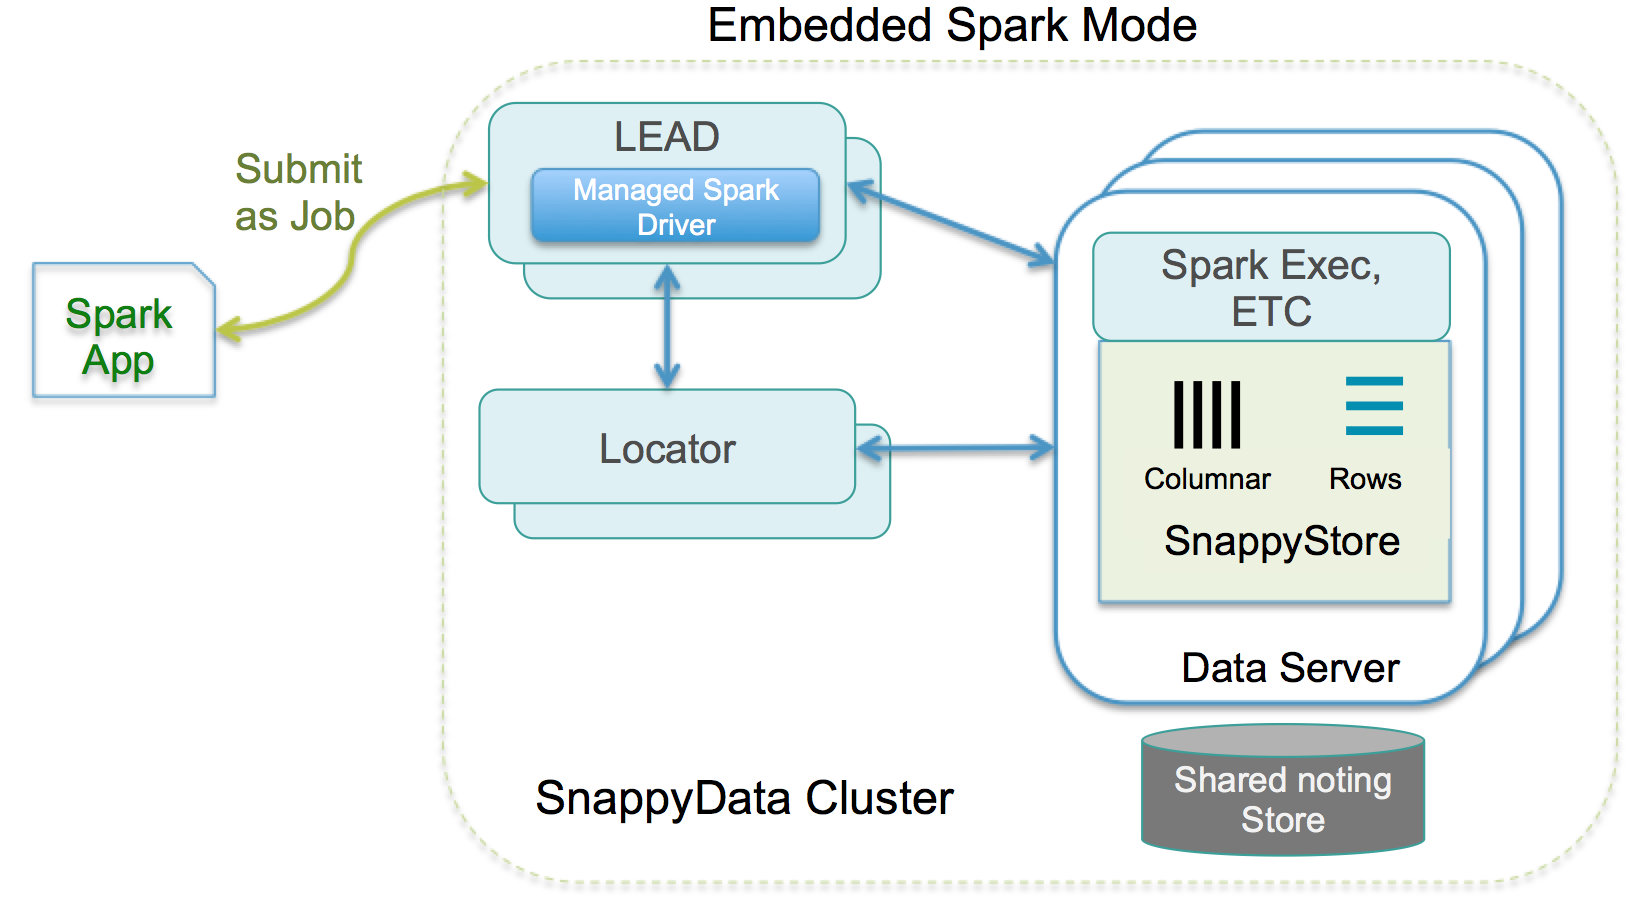 Embedded Spark Mode
Submit
as Job
Spark
App
LEAD
Managed Spark
Driver
Locator
Spark Exec,
ETC
Columnar
Rows
SnappyStore
Data Server
SnappyData Cluster
Shared noting
Store